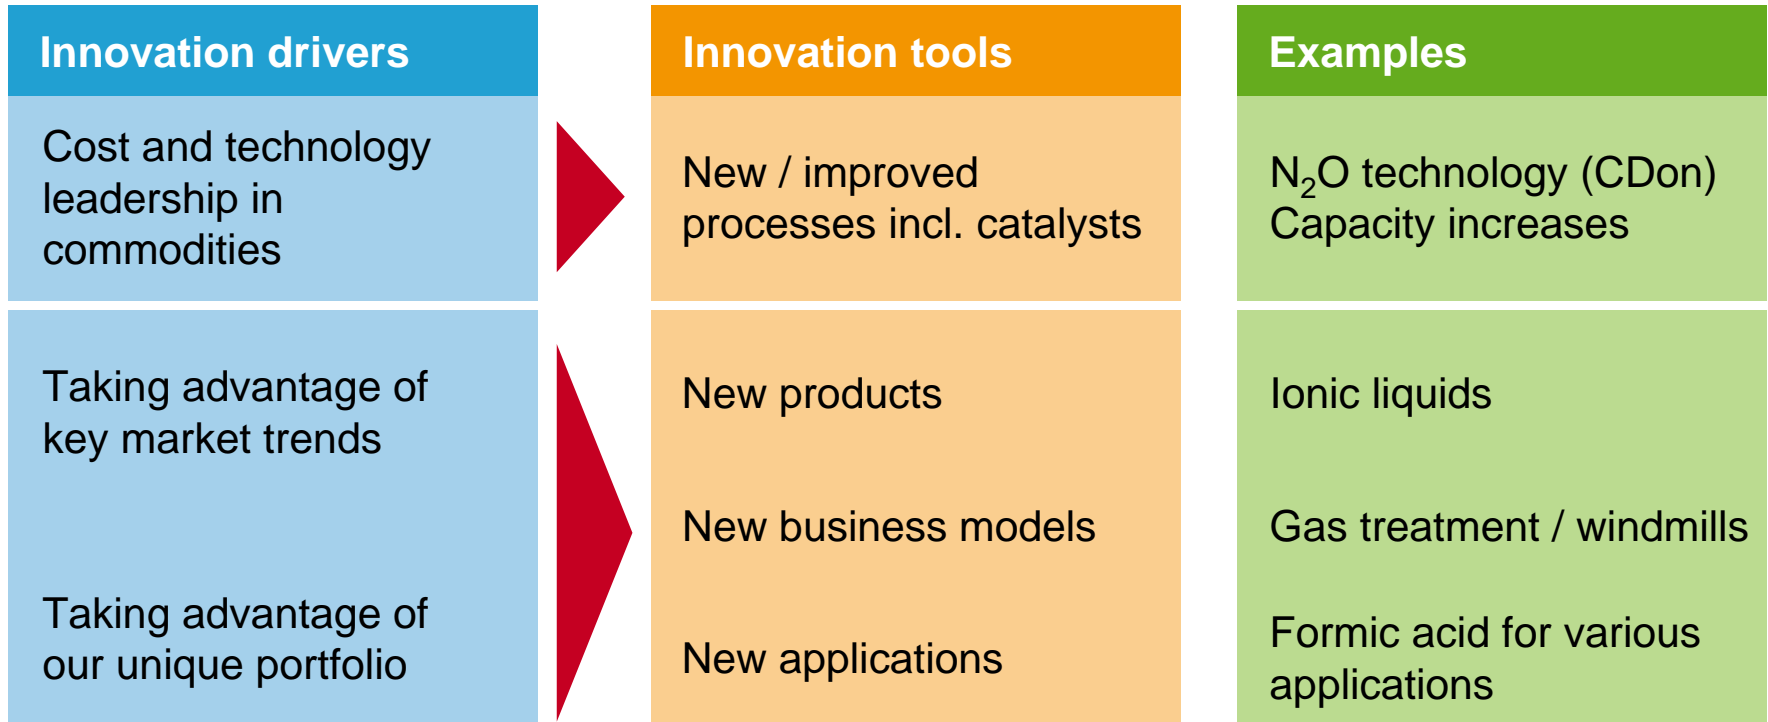 Innovation drivers
Innovation tools
Examples
Cost and technology
leadership in
commodities
New / improved
processes incl. catalysts
N₂O technology (CDon)
Capacity increases
Taking advantage of
key market trends
Taking advantage of
our unique portfolio
New products
New business models
New applications
Ionic liquids
Gas treatment / windmills
Formic acid for various
applications